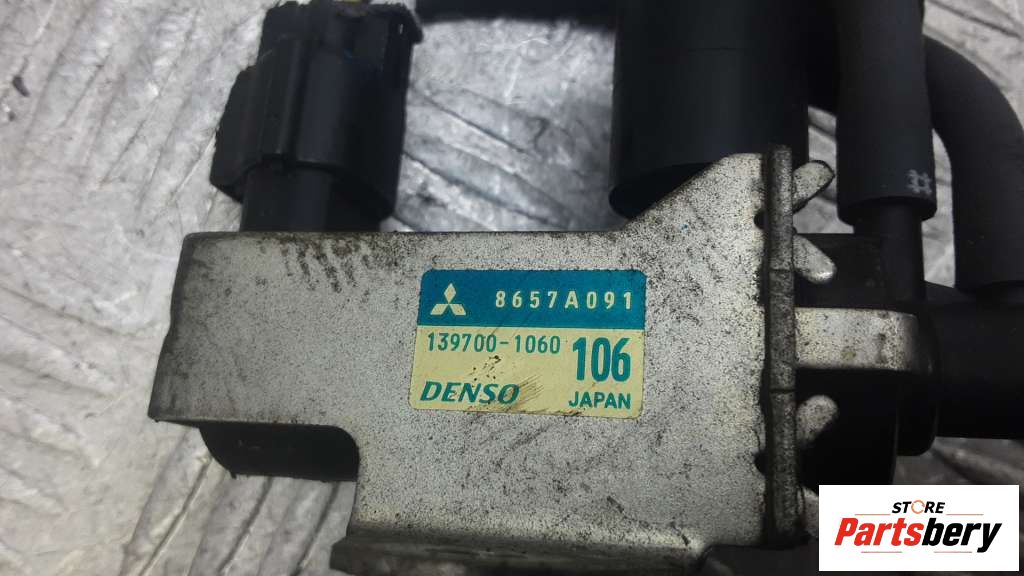 8657A091
139700-1060 106
DENSO JAPAN
STORE
Partsbery